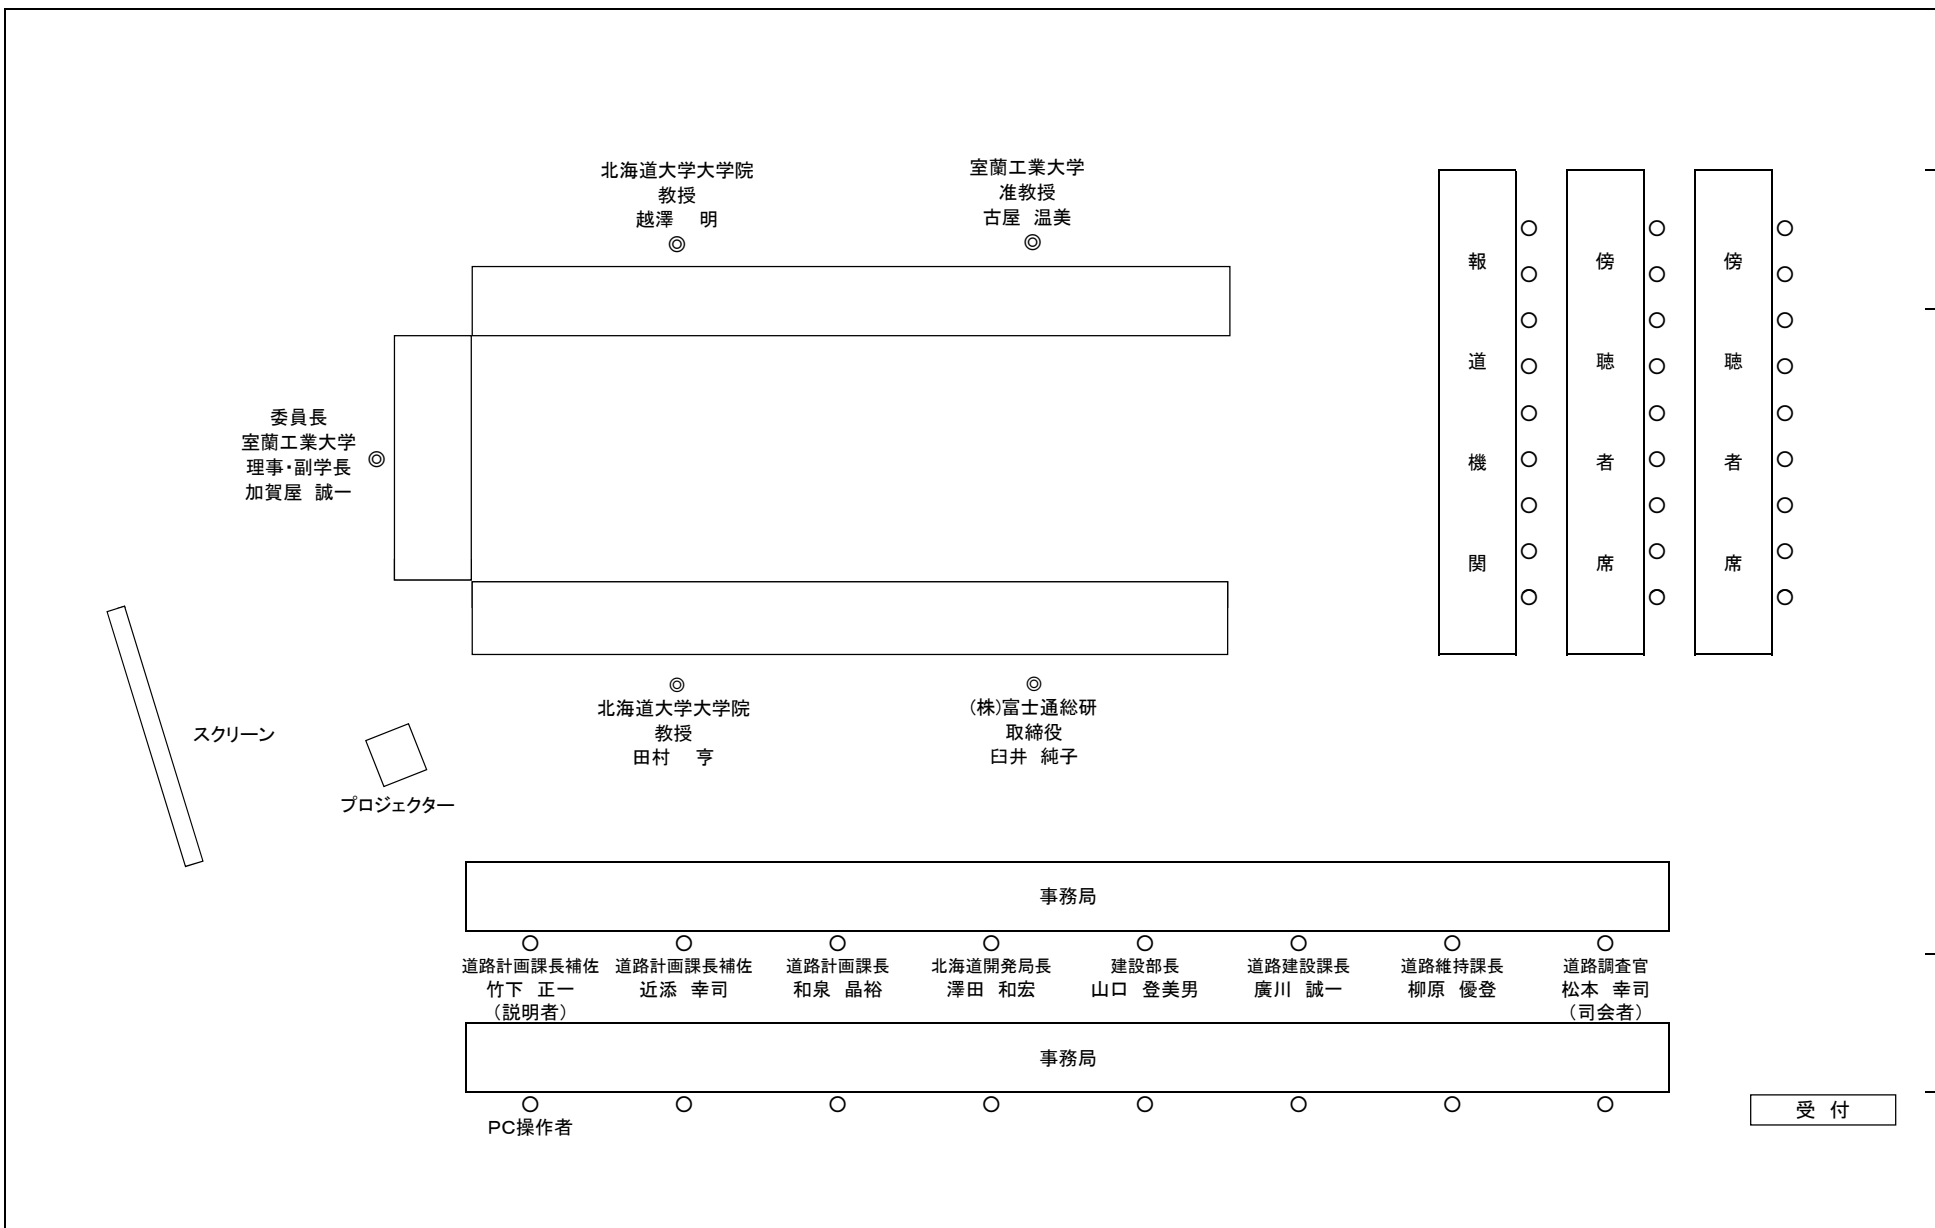 北海道大学大学院
教授
越澤　明
◎
室蘭工業大学
准教授
古屋　温美
◎
委員長
室蘭工業大学
理事・副学長
加賀屋　誠一
◎
報道機関
傍聴者席
傍聴者席
◎
北海道大学大学院
教授
田村　亨
◎
(株)富士通総研
取締役
臼井　純子
スクリーン
プロジェクター
事務局
道路計画課長補佐
竹下　正一
（説明者）
道路計画課長補佐
近添　幸司
道路計画課長
和泉　晶裕
北海道開発局長
澤田　和宏
建設部長
山口　登美男
道路建設課長
廣川　誠一
道路維持課長
柳原　優登
道路調査官
松本　幸司
（司会者）
事務局
PC操作者
受　付